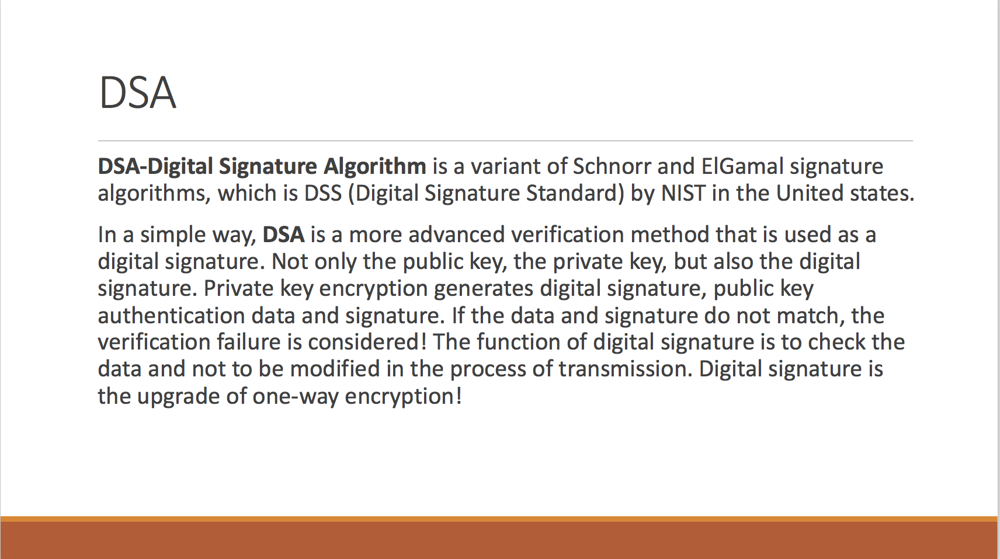 DSA
DSA-Digital Signature Algorithm is a variant of Schnorr and ElGamal signature
algorithms, which is DSS (Digital Signature Standard) by NIST in the United states.
In a simple way, DSA is a more advanced verification method that is used as a
digital signature. Not only the public key, the private key, but also the digital
signature. Private key encryption generates digital signature, public key
authentication data and signature. If the data and signature do not match, the
verification failure is considered! The function of digital signature is to check the
data and not to be modified in the process of transmission. Digital signature is
the upgrade of one-way encryption!